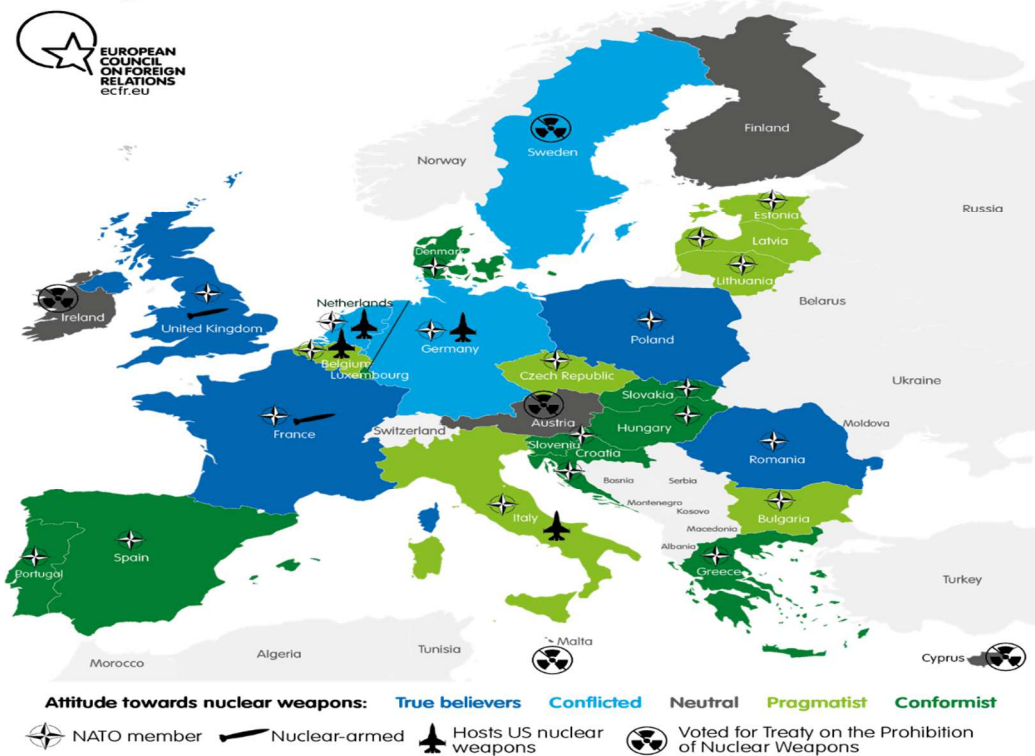 EUROPEAN
COUNCIL
ON FOREIGN
RELATIONS
ecfr.eu
Finland
Sweden
Norway
Russia
Estonia
Latvia
Lithuania
Denmark
Belarus
Ireland
United Kingdom
Netherlands
Germany
Poland
Belgium
Luxembourg
Czech Republic
Ukraine
Slovakia
Austria
Hungary
Moldova
France
Switzerland
Slovenia
Croatia
Romania
Bosnia
Serbia
Montenegro
Kosovo
Italy
Bulgaria
Macedonia
Albania
Spain
Portugal
Greece
Turkey
Malta
Cyprus
Tunisia
Algeria
Morocco
Attitude towards nuclear weapons: True believers Conflicted Neutral Pragmatist Conformist
NATO member Nuclear-armed Hosts US nuclear weapons Voted for Treaty on the Prohibition of Nuclear Weapons